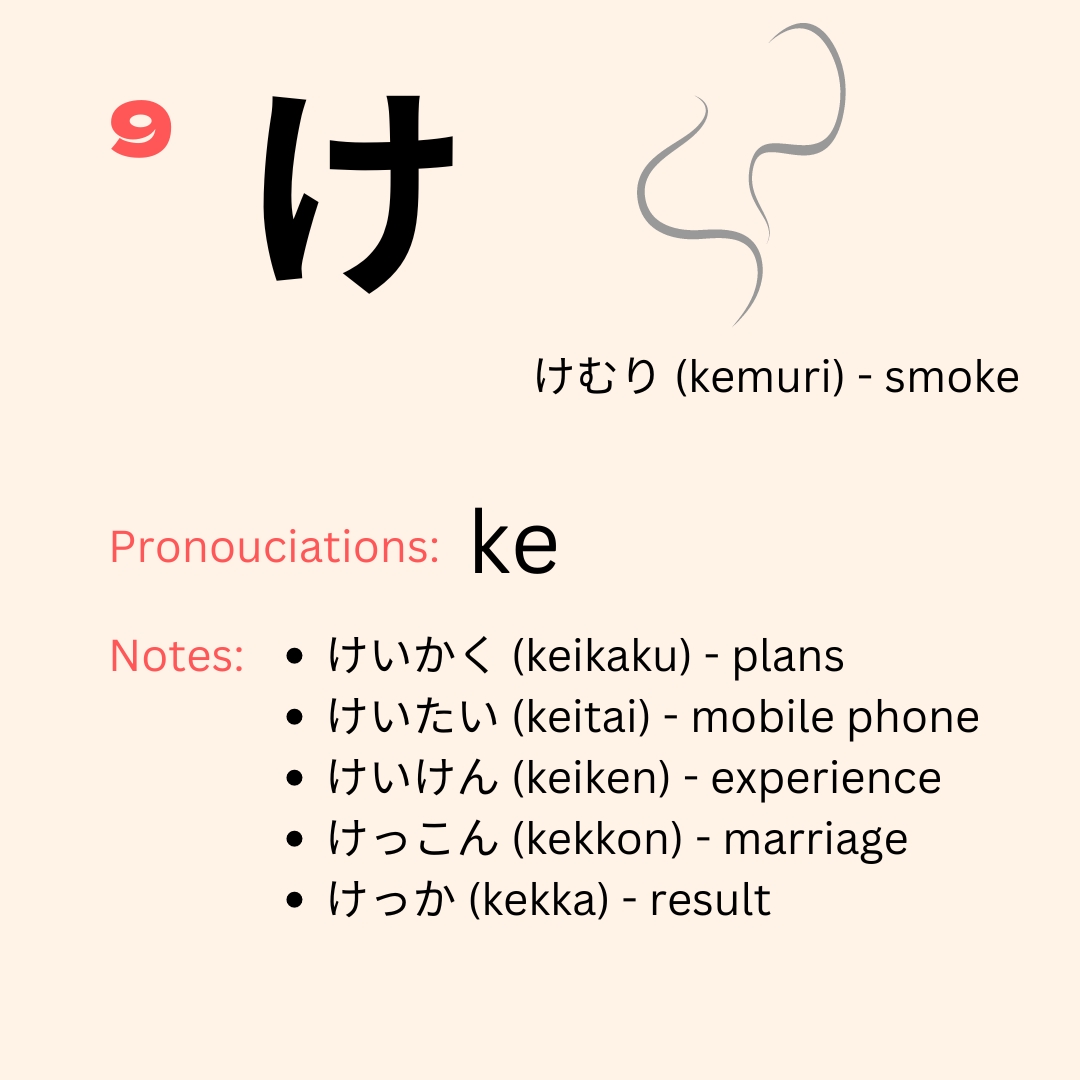 9
け
けむり (kemuri) - smoke
Pronouciations: ke
Notes:
• けいかく (keikaku) - plans
• けいたい (keitai) - mobile phone
• けいけん (keiken) - experience
• けっこん (kekkon) - marriage
• けっか (kekka) - result